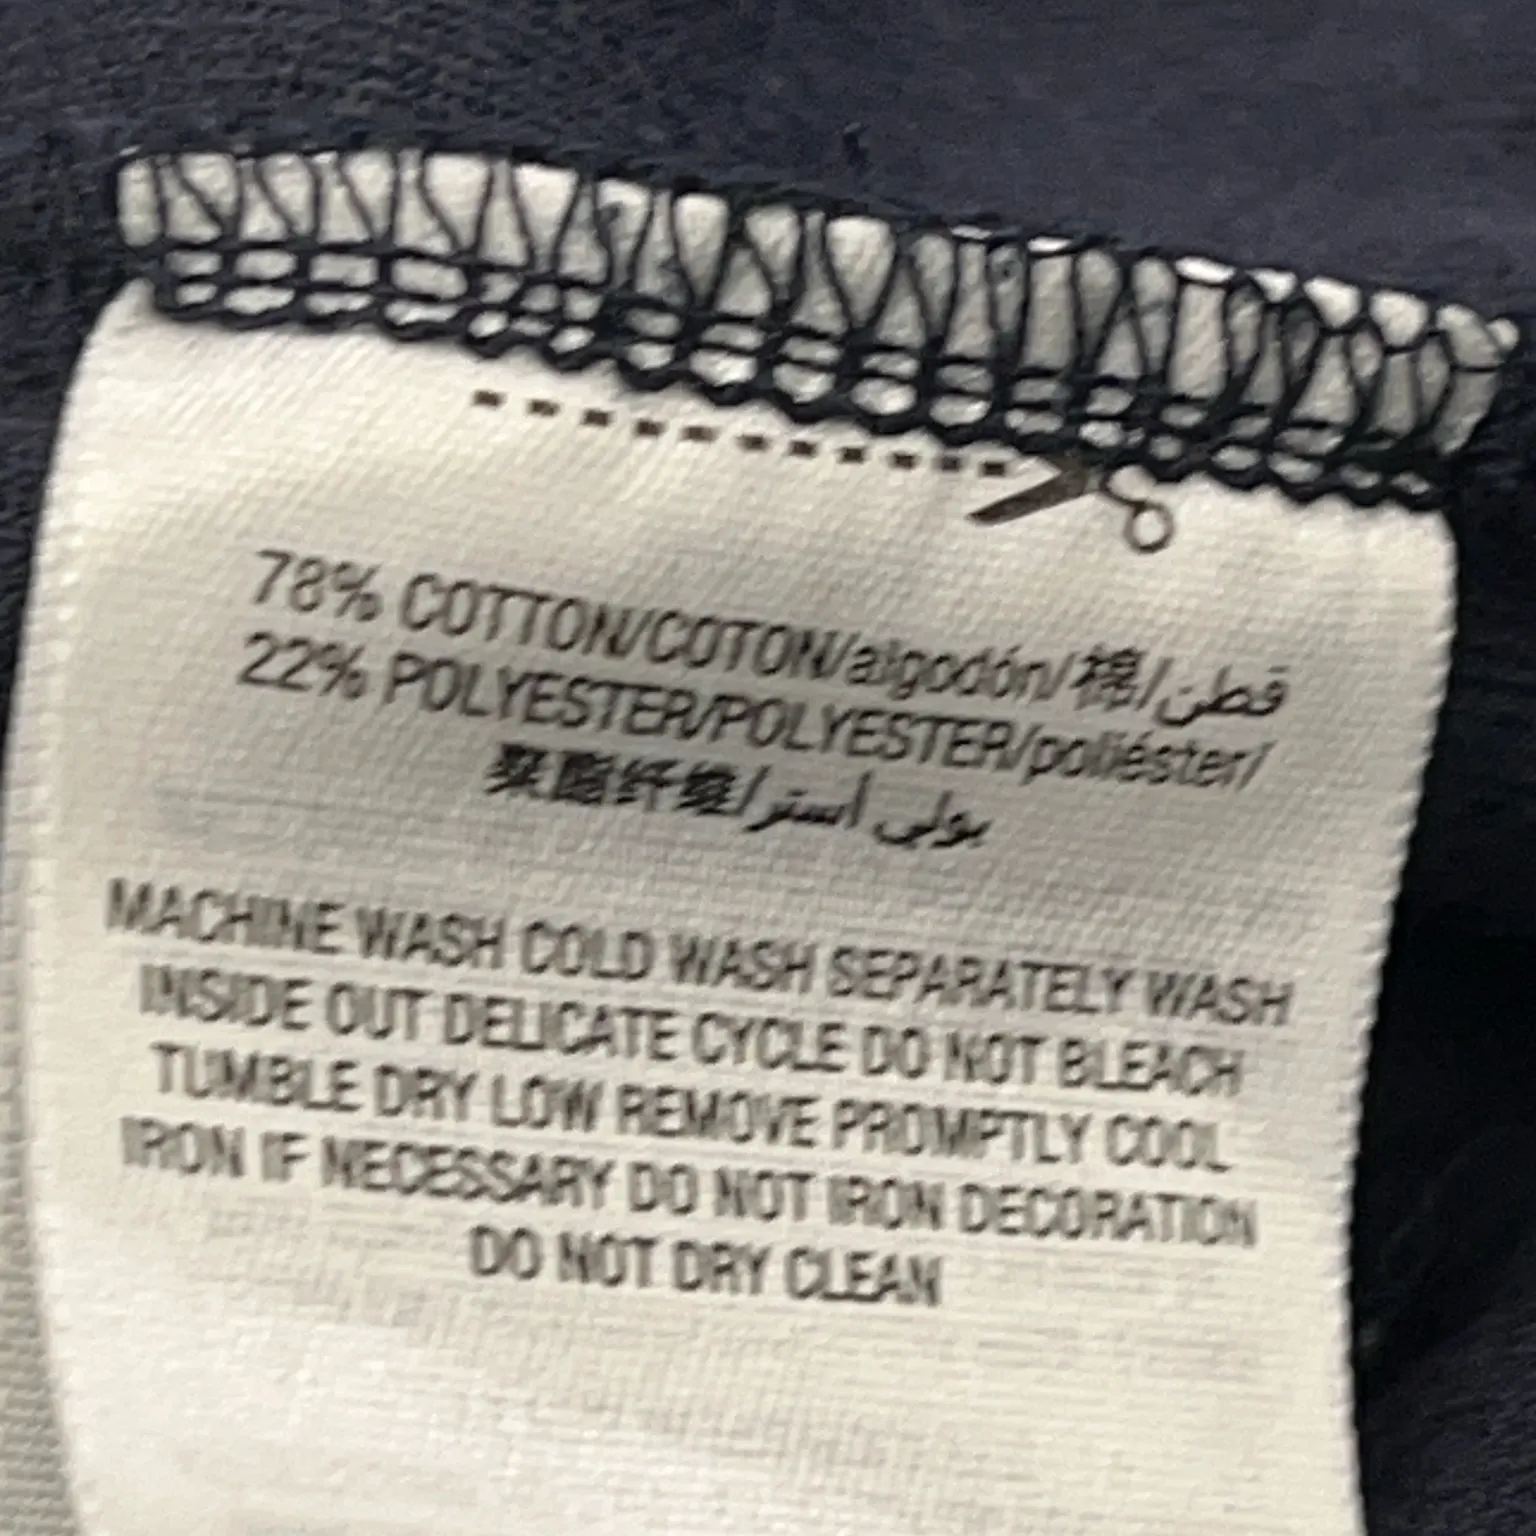 78% COTTON/COTON/algodón/棉/قطن
22% POLYESTER/POLYESTER/poliéster/
聚酯纤维/بولي أستر
MACHINE WASH COLD WASH SEPARATELY WASH
INSIDE OUT DELICATE CYCLE DO NOT BLEACH
TUMBLE DRY LOW REMOVE PROMPTLY COOL
IRON IF NECESSARY DO NOT IRON DECORATION
DO NOT DRY CLEAN